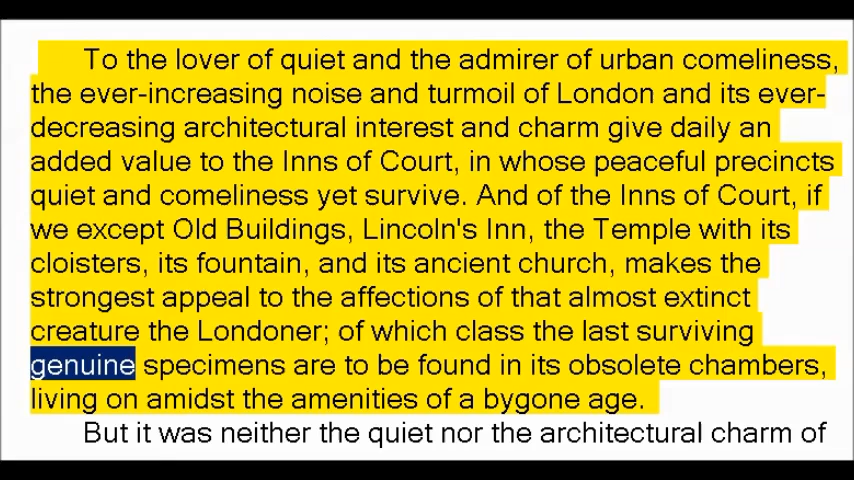 To the lover of quiet and the admirer of urban comeliness,
the ever-increasing noise and turmoil of London and its ever-
decreasing architectural interest and charm give daily an
added value to the Inns of Court, in whose peaceful precincts
quiet and comeliness yet survive. And of the Inns of Court, if
we except Old Buildings, Lincoln's Inn, the Temple with its
cloisters, its fountain, and its ancient church, makes the
strongest appeal to the affections of that almost extinct
creature the Londoner; of which class the last surviving
genuine specimens are to be found in its obsolete chambers,
living on amidst the amenities of a bygone age.
But it was neither the quiet nor the architectural charm of